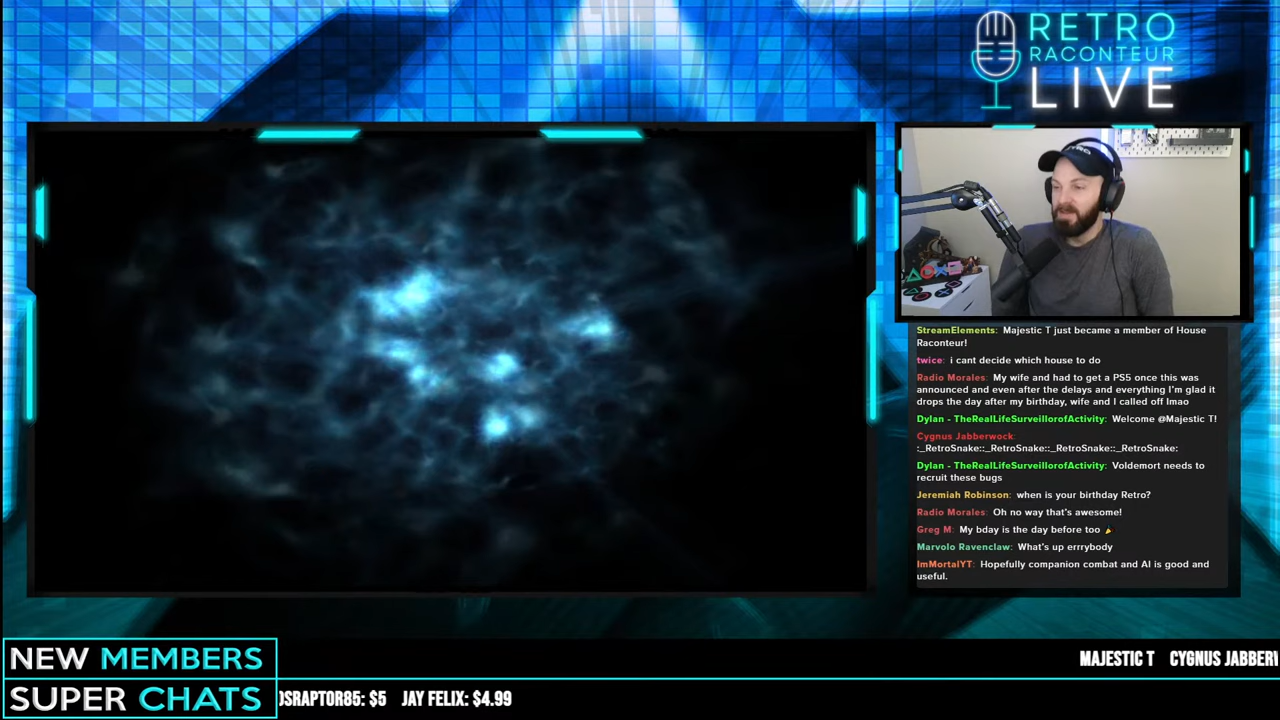 RETRO
RACONTEUR
LIVE
StreamElements: Majestic T just became a member of House
Raconteur!
twice: i cant decide which house to do
Radio Morales: My wife and had to get a PS5 once this was
announced and even after the delays and everything I'm glad it
drops the day after my birthday, wife and I called off lmao
Dylan - TheRealLifeSurveillorofActivity: Welcome @Majestic T!
Cygnus Jabberwock:
:_RetroSnake::_RetroSnake::_RetroSnake::_RetroSnake:
Dylan - TheRealLifeSurveillorofActivity: Voldemort needs to
recruit these bugs
Jeremiah Robinson: when is your birthday Retro?
Radio Morales: Oh no way that's awesome!
Greg M: My bday is the day before too 🎉
Marvolo Ravenclaw: What's up errrybody
ImMortalYT: Hopefully companion combat and AI is good and
useful.
NEW MEMBERS
MAJESTIC T CYGNUS JABBER
SUPER CHATS
OSRAPTOR85: $5 JAY FELIX: $4.99